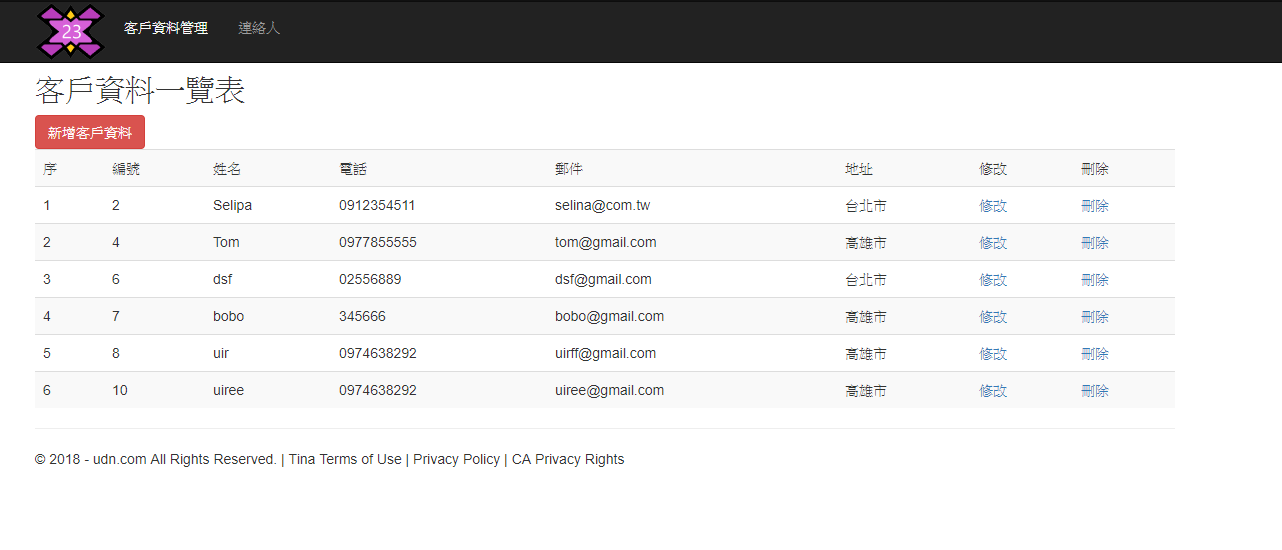 23 客戶資料管理 連絡人
客戶資料一覽表
新增客戶資料
序 編號 姓名 電話 郵件 地址 修改 刪除
1 2 Selipa 0912354511 selina@com.tw 台北市 修改 刪除
2 4 Tom 0977855555 tom@gmail.com 高雄市 修改 刪除
3 6 dsf 02556889 dsf@gmail.com 台北市 修改 刪除
4 7 bobo 345666 bobo@gmail.com 高雄市 修改 刪除
5 8 uir 0974638292 uirff@gmail.com 高雄市 修改 刪除
6 10 uiree 0974638292 uiree@gmail.com 高雄市 修改 刪除
© 2018 - udn.com All Rights Reserved. | Tina Terms of Use | Privacy Policy | CA Privacy Rights